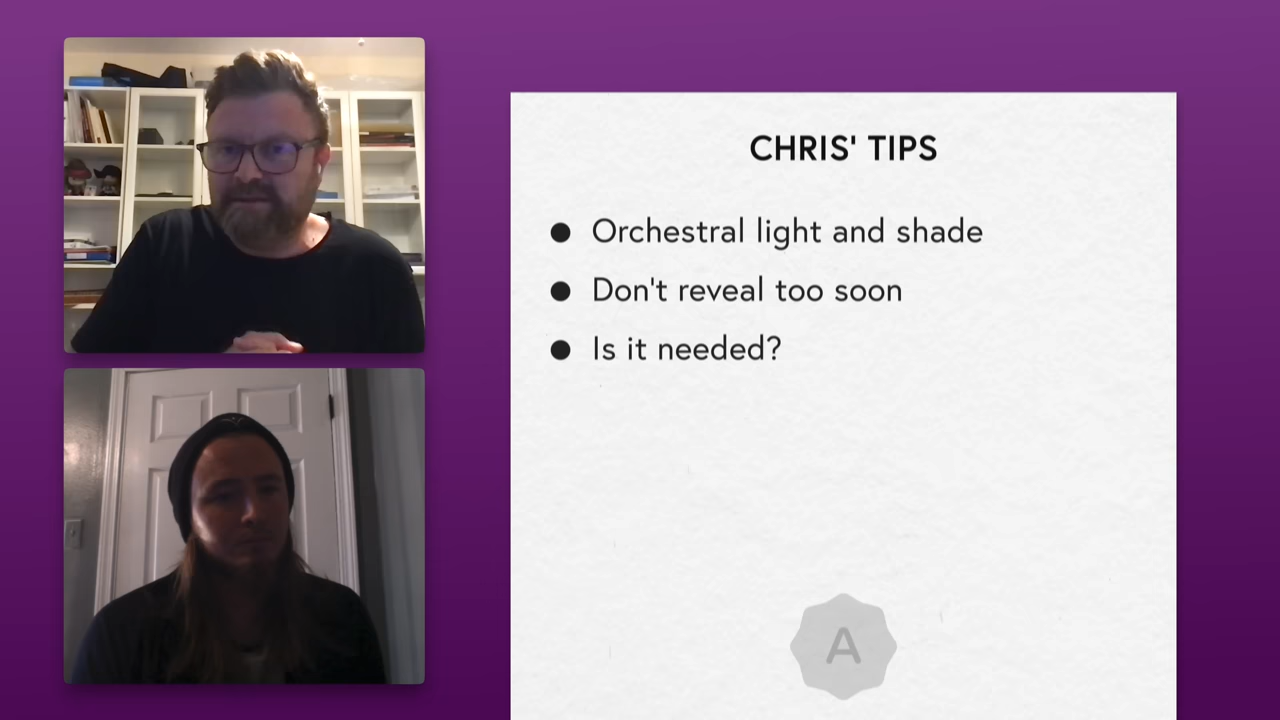 CHRIS' TIPS
● Orchestral light and shade
● Don't reveal too soon
● Is it needed?
A